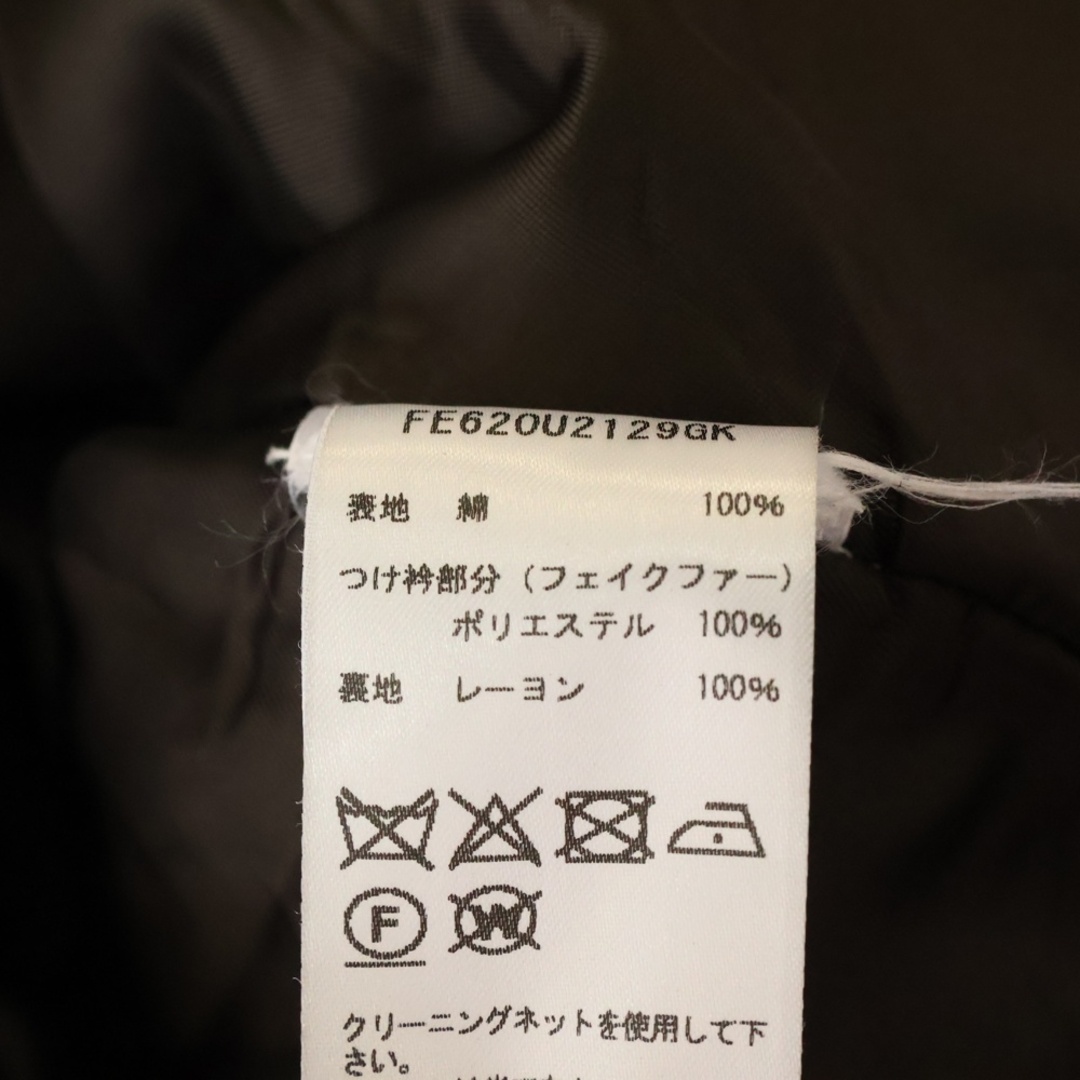 FE620U2129GK
表地 綿 100%
つけ衿部分(フェイクファー)
ポリエステル 100%
裏地 レーヨン 100%
F W
クリーニングネットを使用して下
さい。